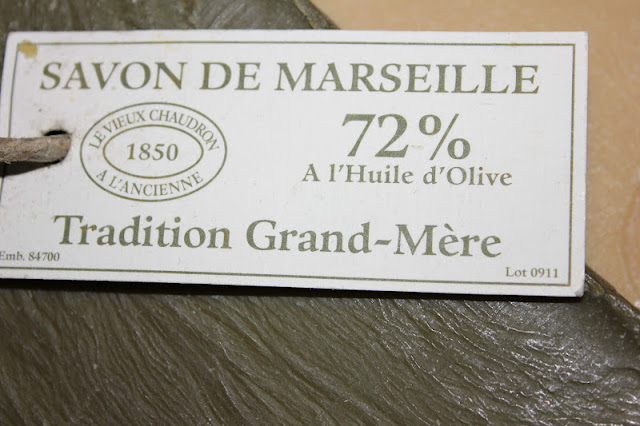 SAVON DE MARSEILLE
LE VIEUX CHAUDRON
1850
A L'ANCIENNE
72%
A l'Huile d'Olive
Tradition Grand-Mère
Emb. 84700
Lot 0911